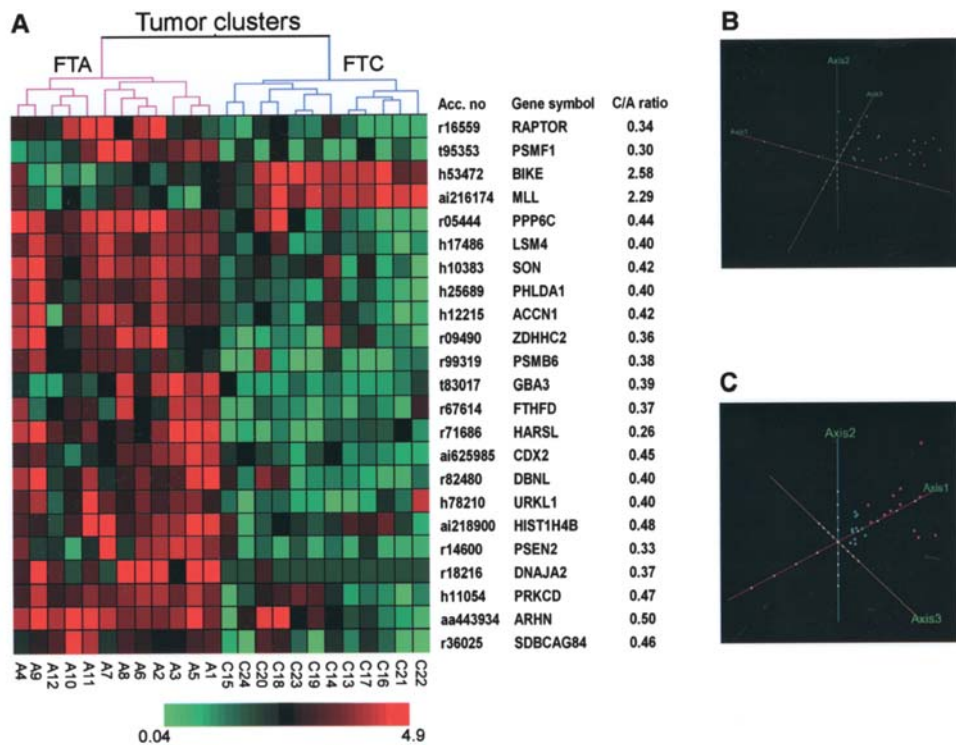 A
Tumor clusters
FTA FTC
Acc. no Gene symbol C/A ratio
r16559 RAPTOR 0.34
t95353 PSMF1 0.30
h53472 BIKE 2.58
ai216174 MLL 2.29
r05444 PPP6C 0.44
h17486 LSM4 0.40
h10383 SON 0.42
h25689 PHLDA1 0.40
h12215 ACCN1 0.42
r09490 ZDHHC2 0.36
r99319 PSMB6 0.38
t83017 GBA3 0.39
r67614 FTHFD 0.37
r71686 HARSL 0.26
ai625985 CDX2 0.45
r82480 DBNL 0.40
h78210 URKL1 0.40
ai218900 HIST1H4B 0.48
r14600 PSEN2 0.33
r18216 DNAJA2 0.37
h11054 PRKCD 0.47
aa443934 ARHN 0.50
r36025 SDBCAG84 0.46
A4 A9 A12 A10 A11 A7 A8 A6 A2 A3 A5 A1 C15 C24 C20 C18 C23 C19 C14 C13 C17 C16 C21 C22
0.04 4.9
B
Axis2
Axis3
Axis1
C
Axis2
Axis1
Axis3